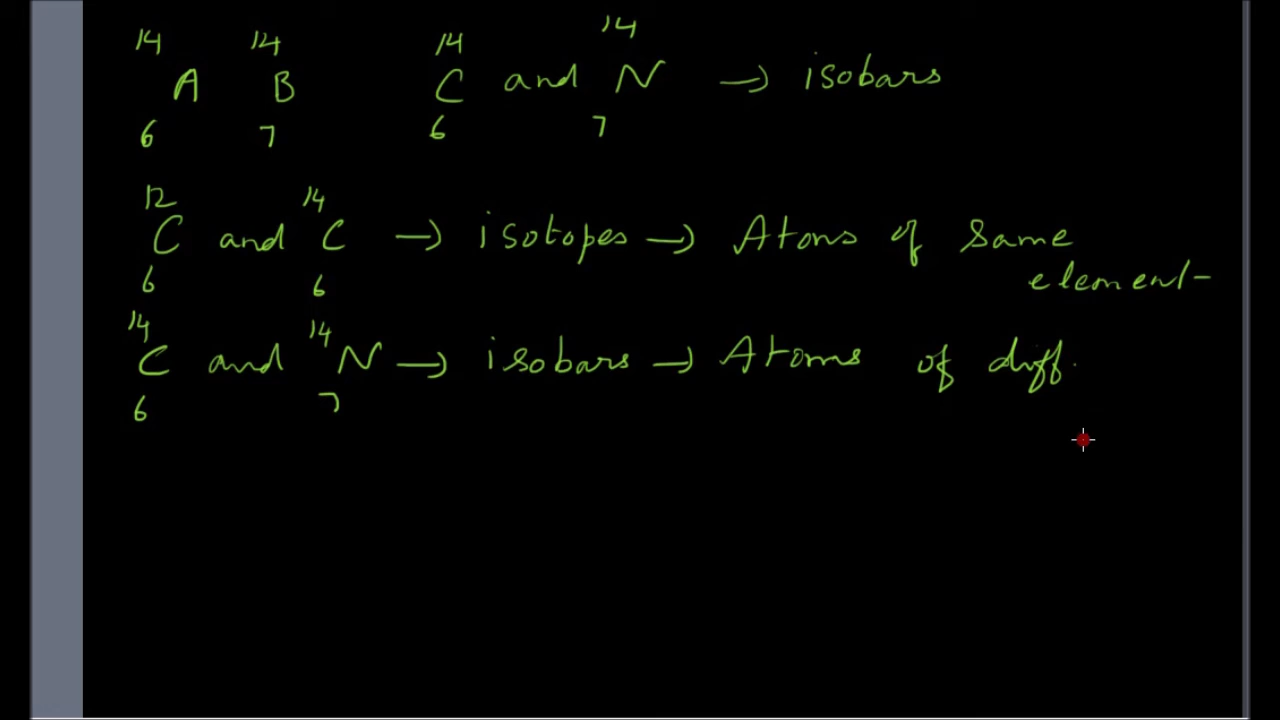 14 14 14 14
A B C and N → isobars
6 7 6 7
12 14
C and C → isotopes → Atoms of same
6 6 element
14 14
C and N → isobars → Atoms of diff.
6 7